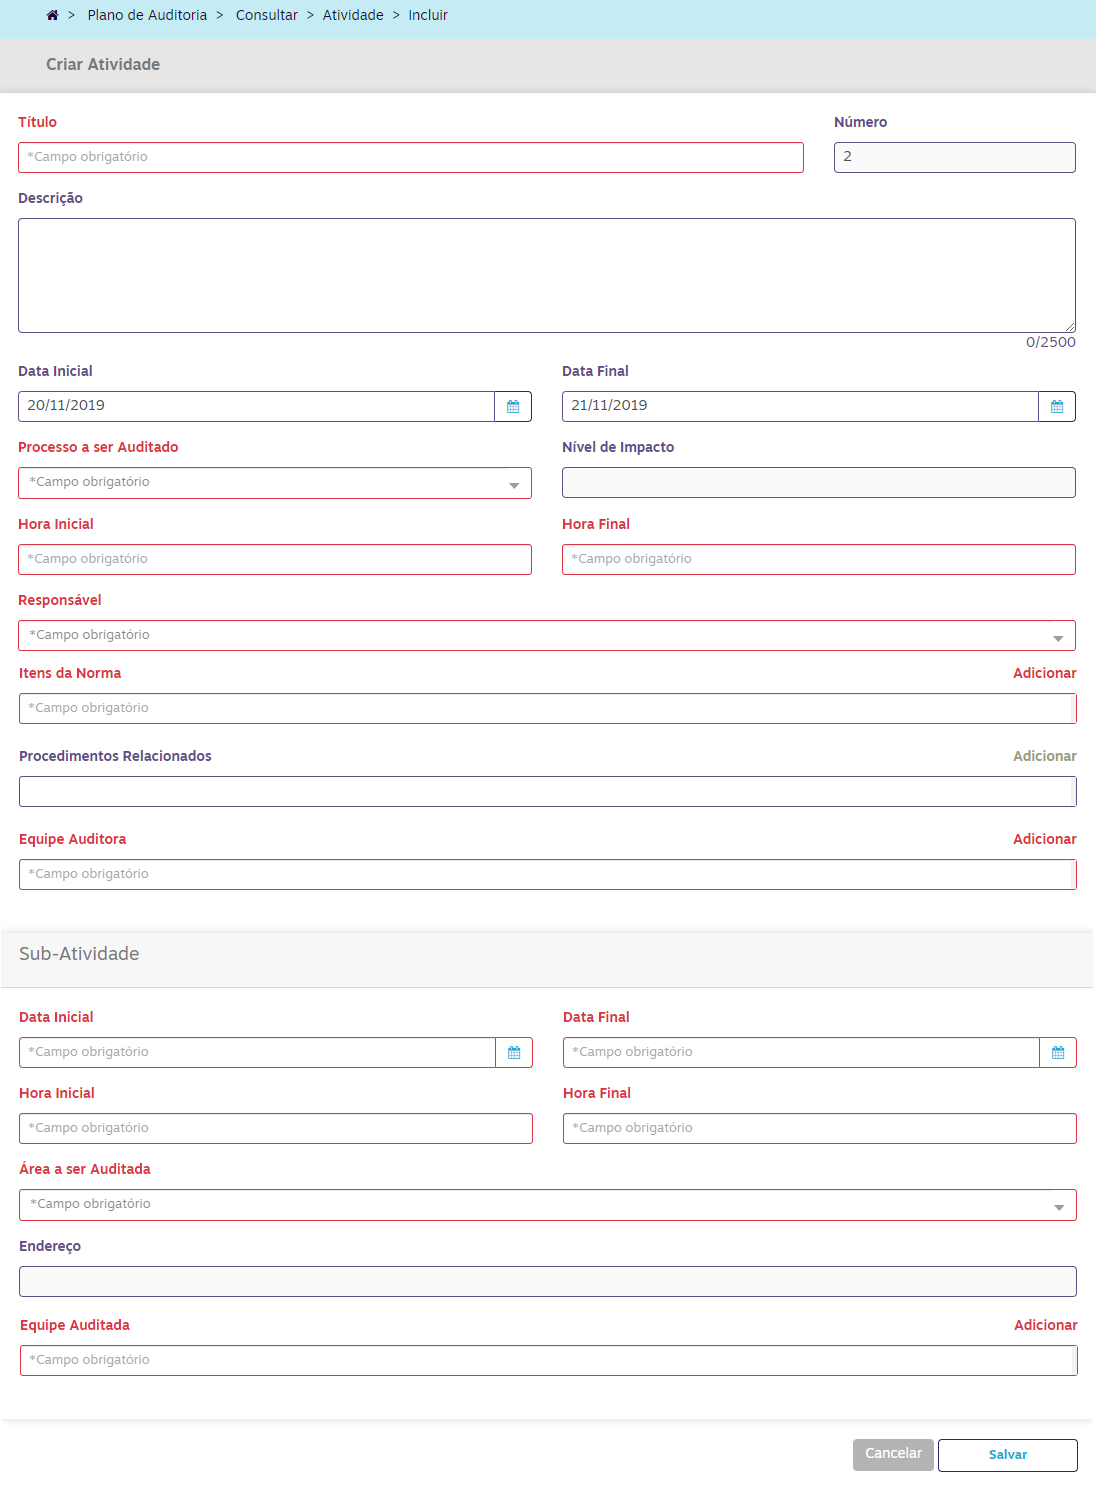 > Plano de Auditoria > Consultar > Atividade > Incluir
Criar Atividade
Título Número
*Campo obrigatório 2
Descrição
0/2500
Data Inicial Data Final
20/11/2019 21/11/2019
Processo a ser Auditado Nível de Impacto
*Campo obrigatório
Hora Inicial Hora Final
*Campo obrigatório *Campo obrigatório
Responsável
*Campo obrigatório
Itens da Norma Adicionar
*Campo obrigatório
Procedimentos Relacionados Adicionar
Equipe Auditora Adicionar
*Campo obrigatório
Sub-Atividade
Data Inicial Data Final
*Campo obrigatório *Campo obrigatório
Hora Inicial Hora Final
*Campo obrigatório *Campo obrigatório
Área a ser Auditada
*Campo obrigatório
Endereço
Equipe Auditada Adicionar
*Campo obrigatório
Cancelar Salvar